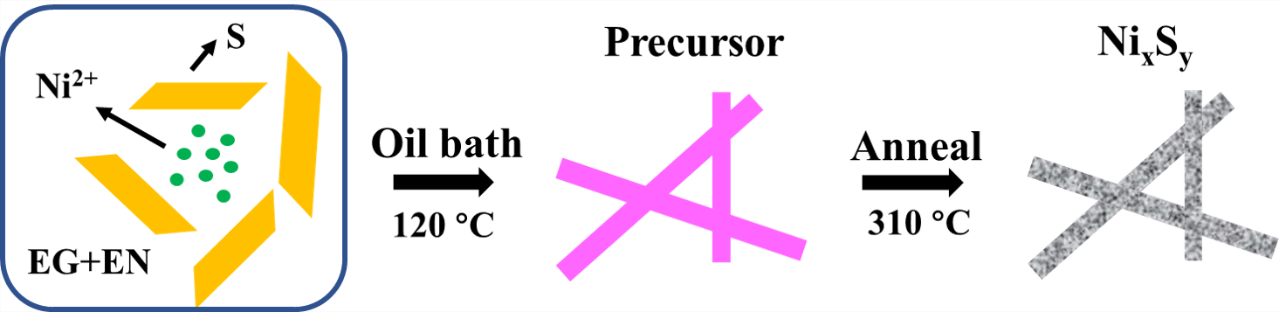 S
Ni²⁺
EG+EN
Oil bath
120 °C
Precursor
Anneal
310 °C
NiₓSᵧ